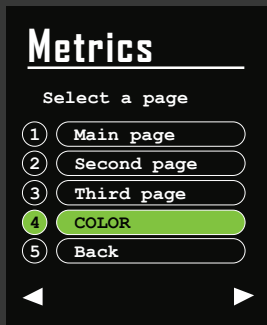 Metrics
Select a page
1 Main page
2 Second page
3 Third page
4 COLOR
5 Back